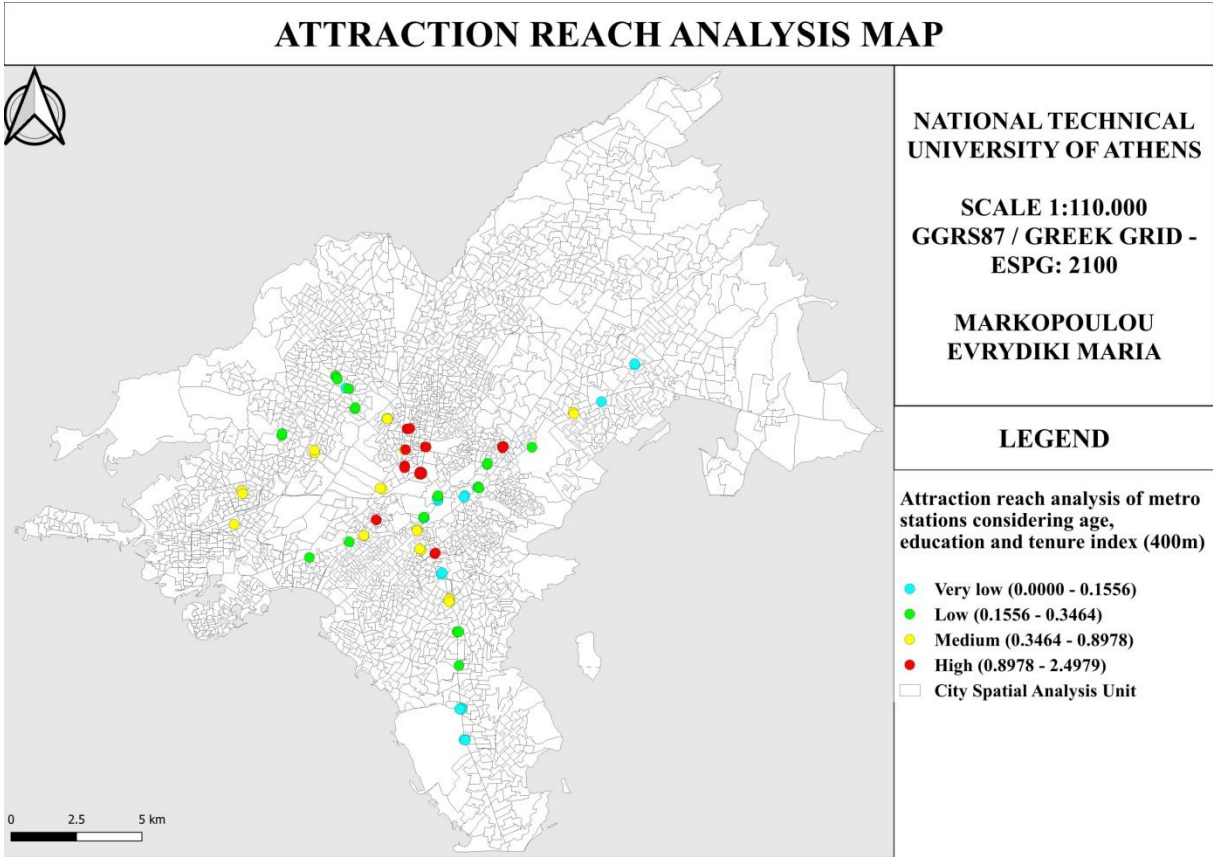 ATTRACTION REACH ANALYSIS MAP
NATIONAL TECHNICAL
UNIVERSITY OF ATHENS
SCALE 1:110.000
GGRS87 / GREEK GRID -
ESPG: 2100
MARKOPOULOU
EVRYDIKI MARIA
LEGEND
Attraction reach analysis of metro
stations considering age,
education and tenure index (400m)
Very low (0.0000 - 0.1556)
Low (0.1556 - 0.3464)
Medium (0.3464 - 0.8978)
High (0.8978 - 2.4979)
City Spatial Analysis Unit
0 2.5 5 km